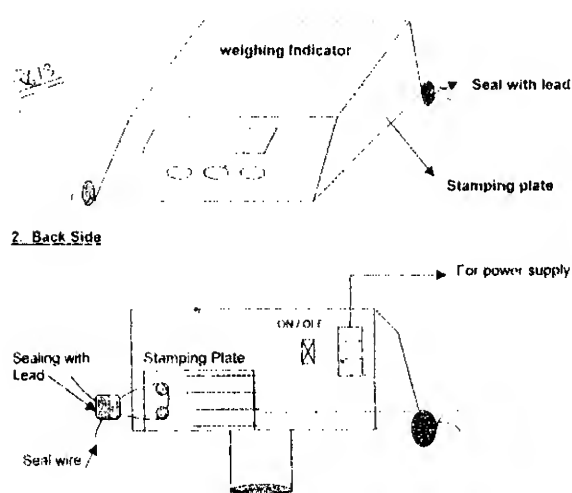 weighing Indicator
Seal with lead
Stamping plate
2. Back Side
For power supply
ON / OFF
Sealing with
Lead
Stamping Plate
Seal wire